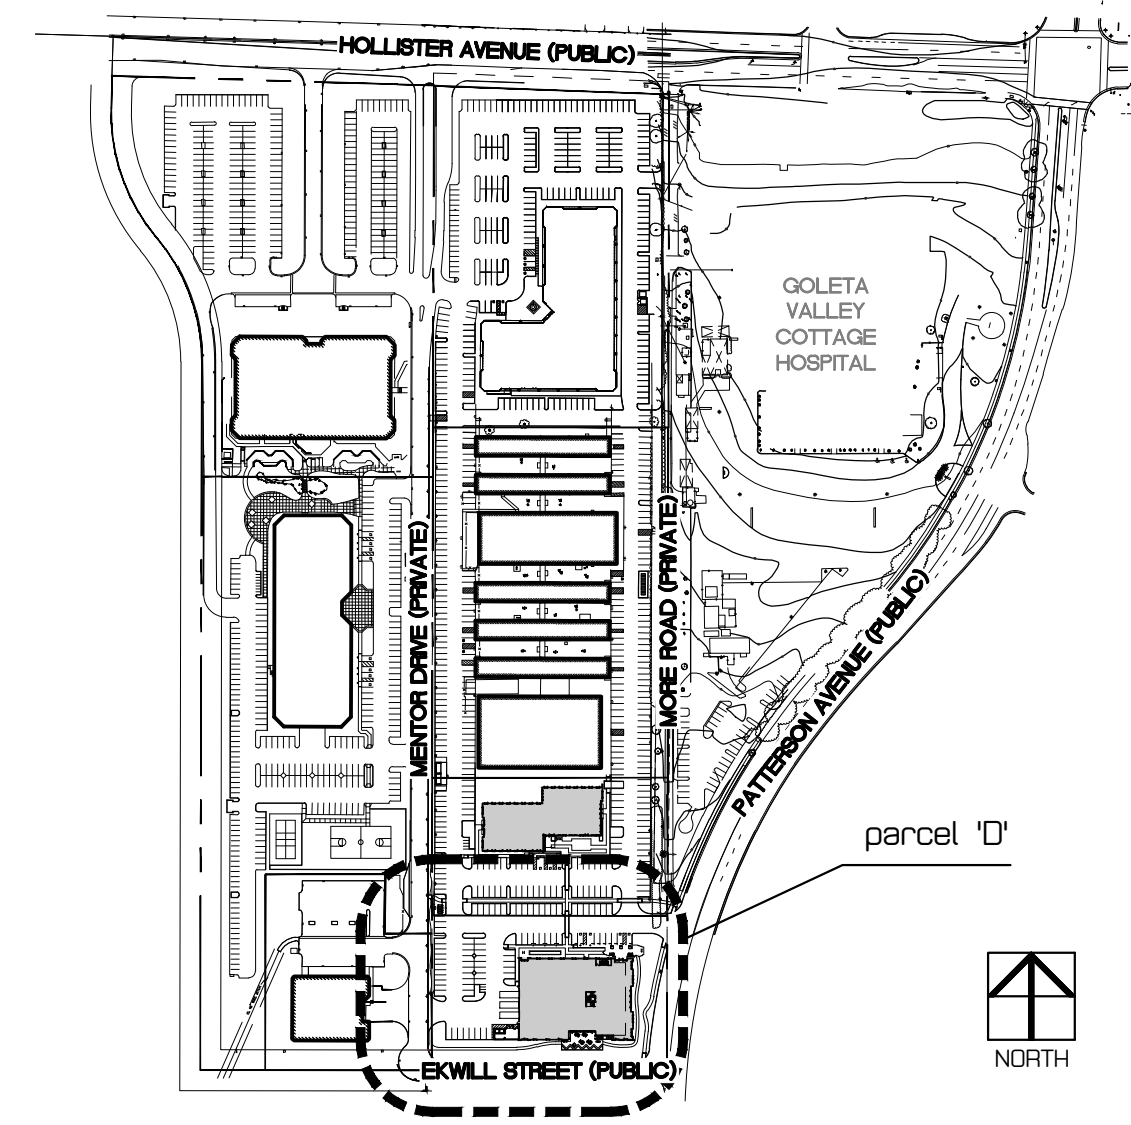 HOLLISTER AVENUE (PUBLIC)
GOLETA
VALLEY
COTTAGE
HOSPITAL
MENTOR DRIVE (PRIVATE)
MORE ROAD (PRIVATE)
PATTERSON AVENUE (PUBLIC)
parcel 'D'
EKWILL STREET (PUBLIC)
NORTH